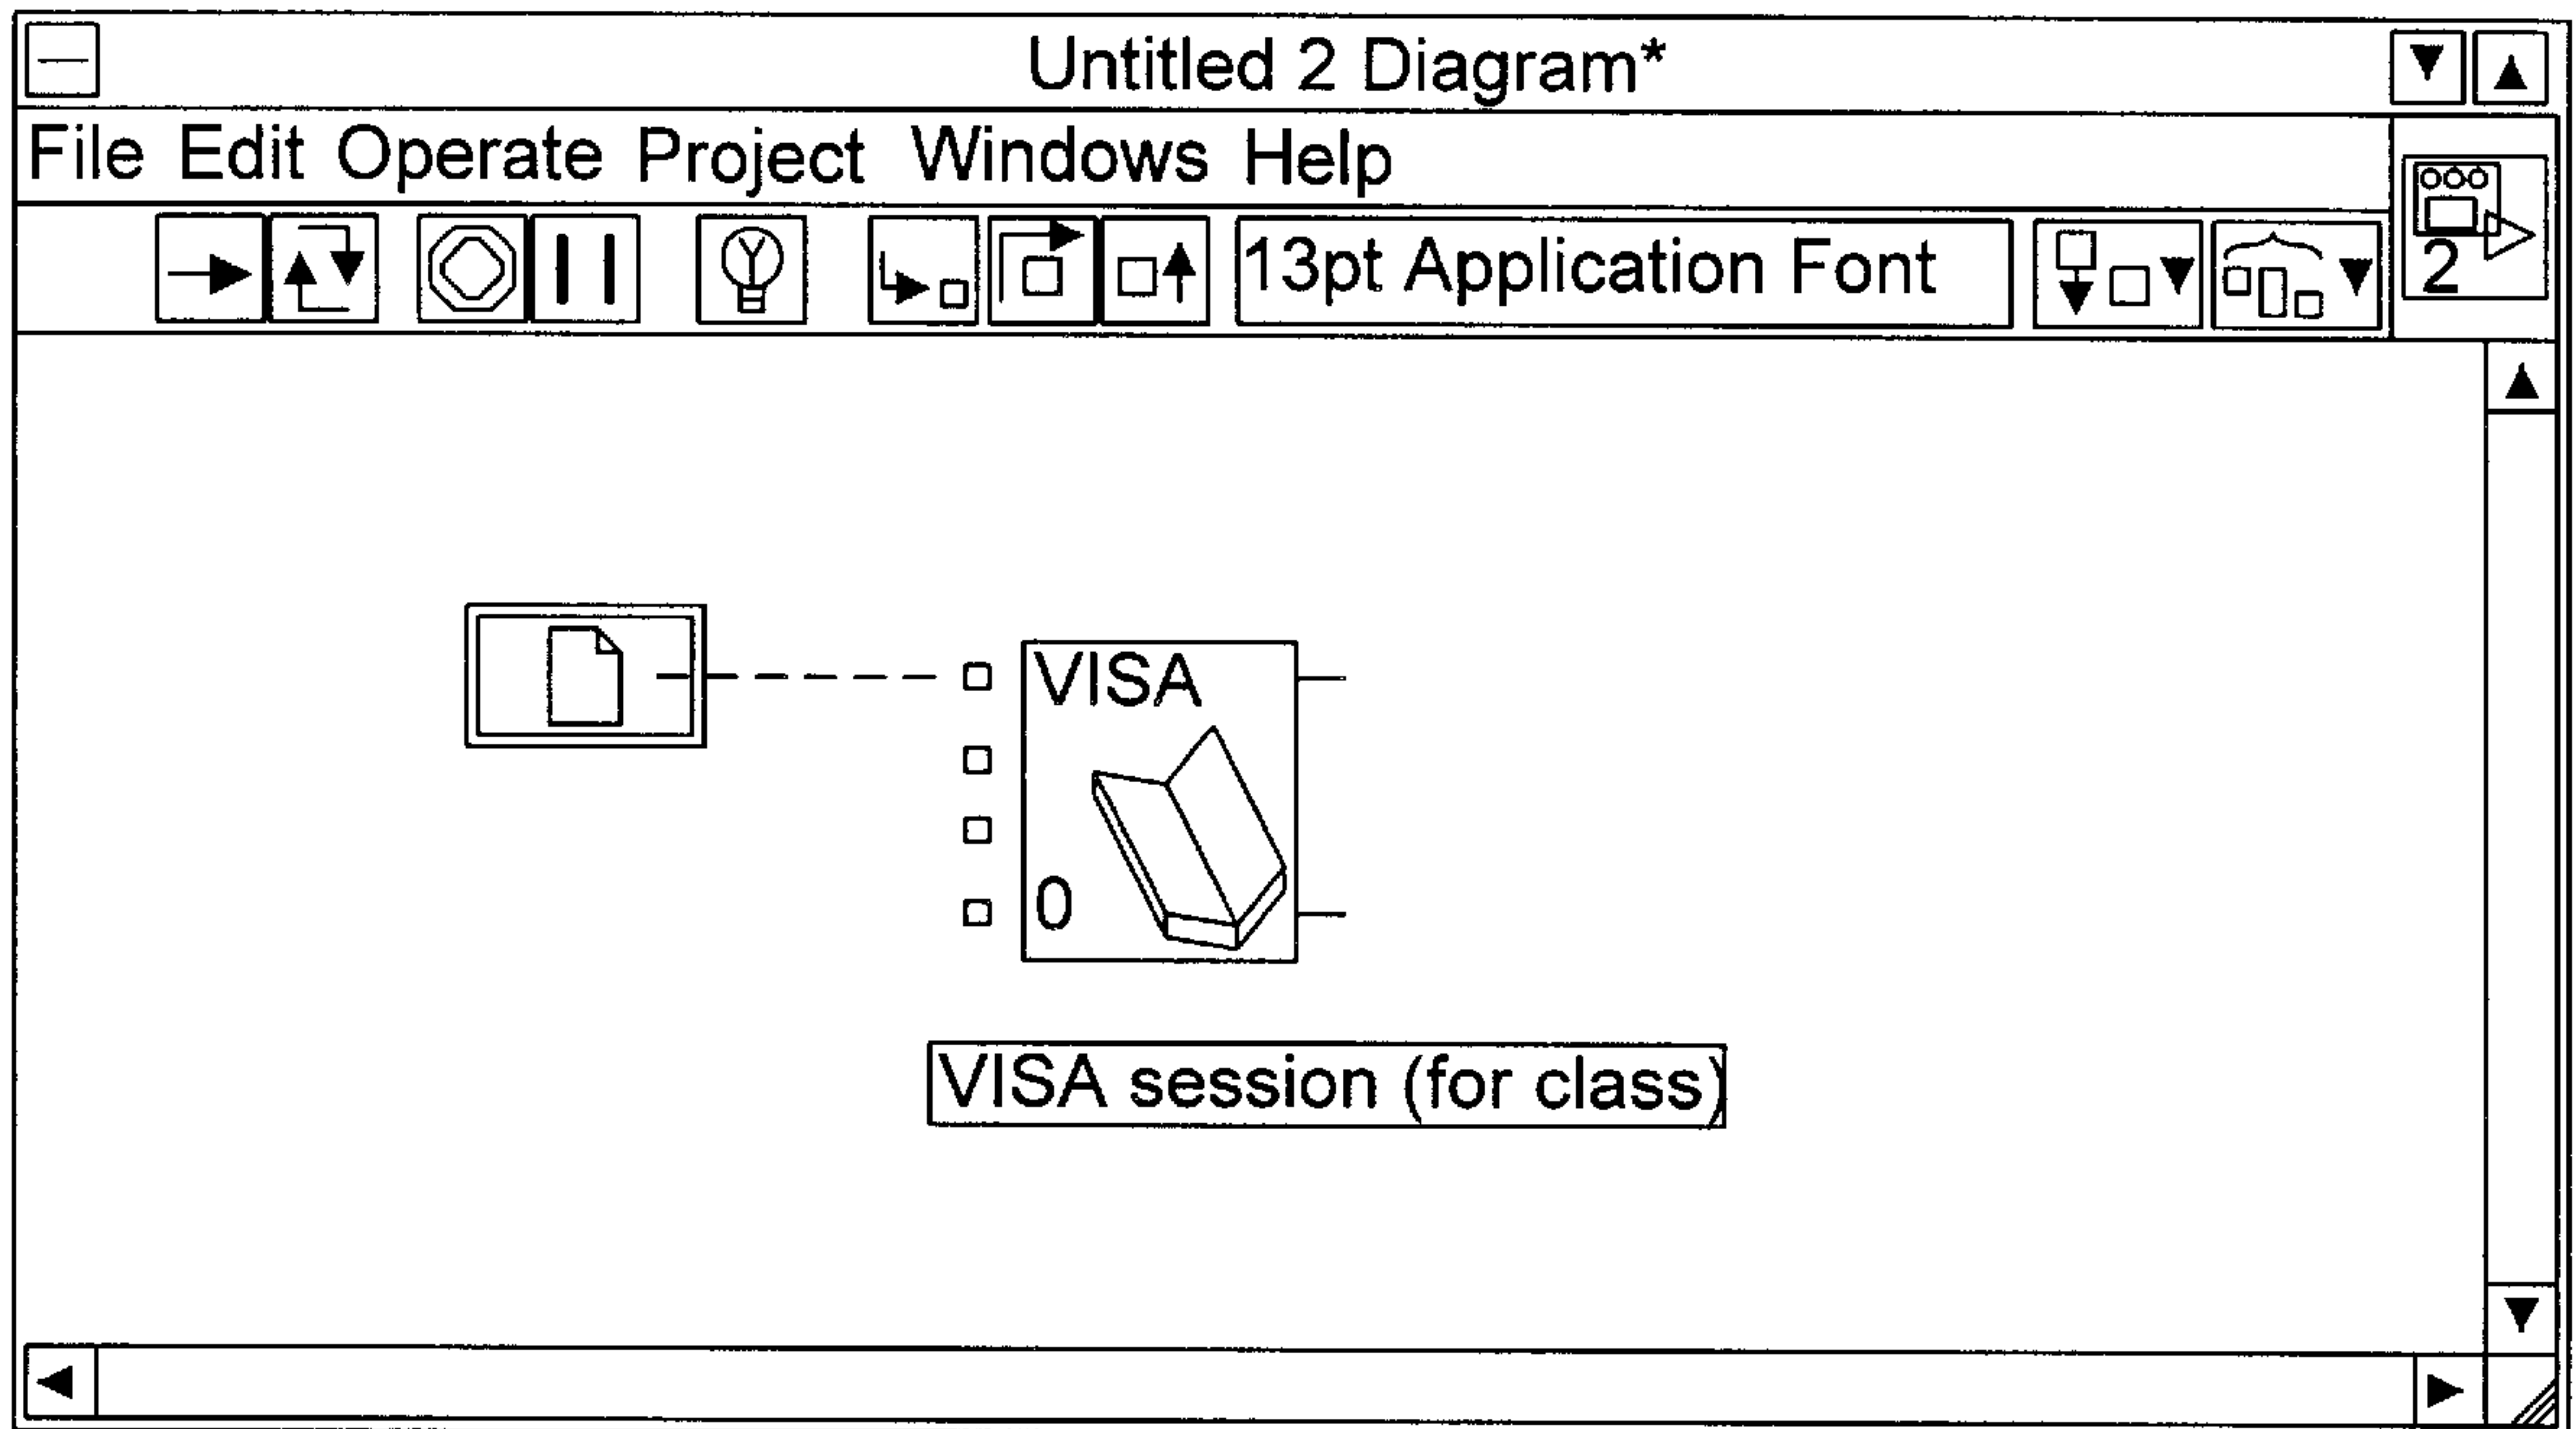 Untitled 2 Diagram*
File Edit Operate Project Windows Help
13pt Application Font
2
VISA
0
VISA session (for class)